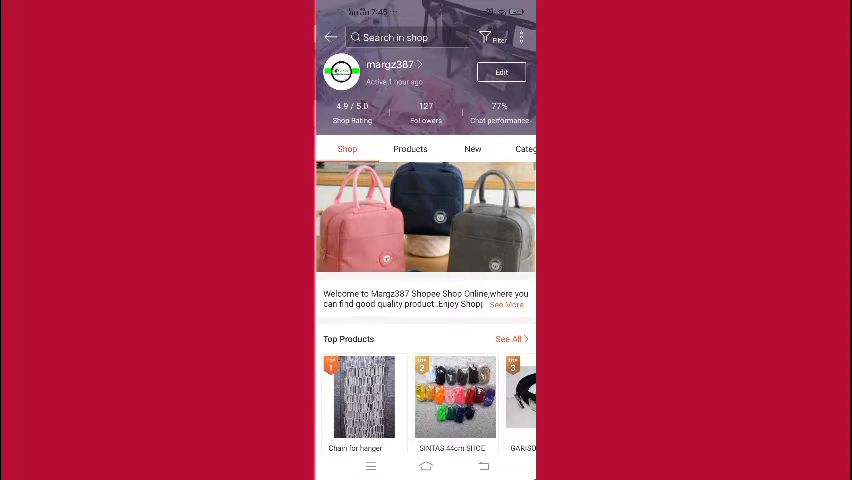 7:45
Search in shop
Filter
margz387 >
Active 1 hour ago
Edit
4.9 / 5.0
127
77%
Shop Rating
Followers
Chat performance
Shop
Products
New
Categ
Welcome to Margz387 Shopee Shop Online,where you
can find good quality product..Enjoy Shopp
See More
Top Products
See All >
TOP
1
TOP
2
TOP
3
Chain for hanger
SINTAS 44cm SHOE
GARISO